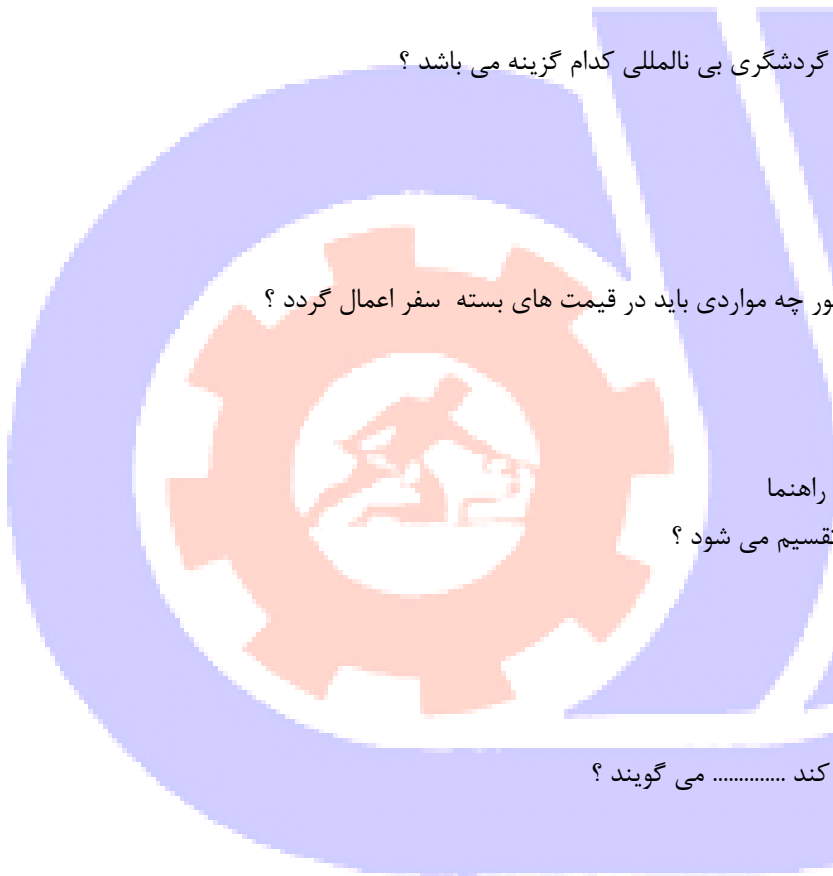 گردشگری بی نالمللی کدام گزینه می باشد ؟
ور چه مواردی باید در قیمت های بسته سفر اعمال گردد ؟
راهنما
تقسیم می شود ؟
کند .............. می گویند ؟